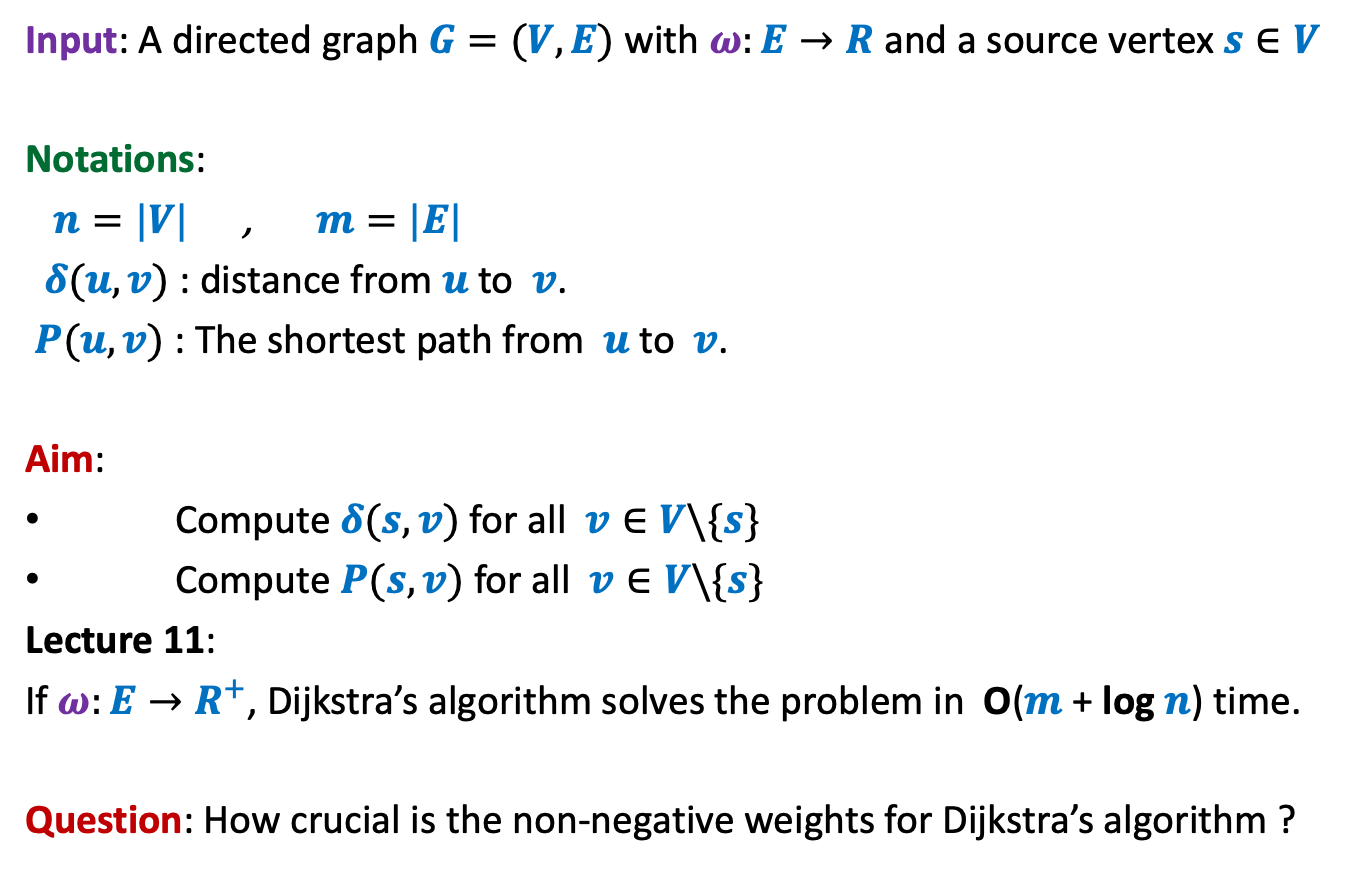 Input: A directed graph G = (V, E) with ω: E → R and a source vertex s ∈ V
Notations:
n = |V| , m = |E|
δ(u, v) : distance from u to v.
P(u, v) : The shortest path from u to v.
Aim:
• Compute δ(s, v) for all v ∈ V\{s}
• Compute P(s, v) for all v ∈ V\{s}
Lecture 11:
If ω: E → R⁺, Dijkstra’s algorithm solves the problem in O(m + log n) time.
Question: How crucial is the non-negative weights for Dijkstra’s algorithm ?